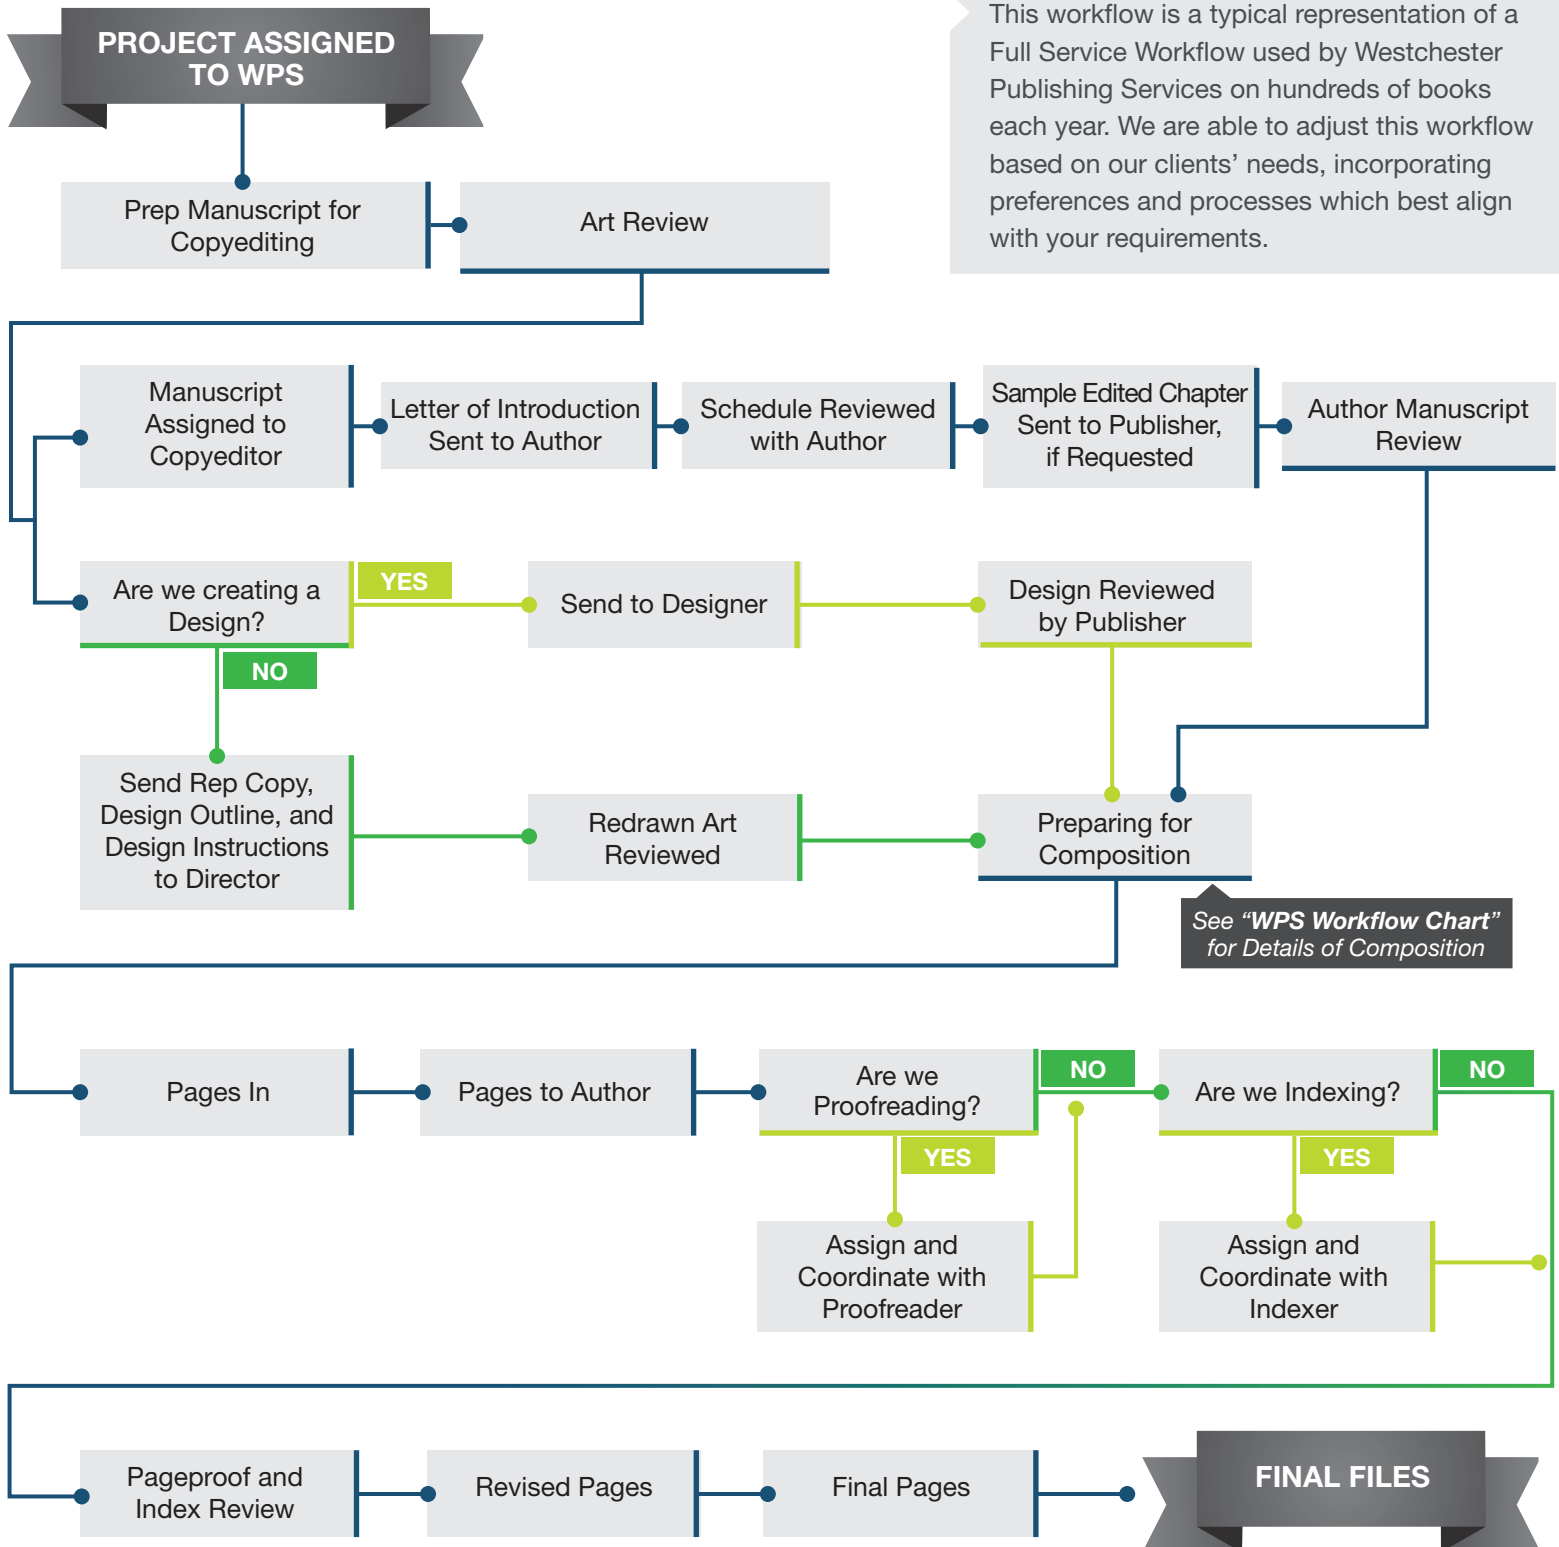 PROJECT ASSIGNED
TO WPS
This workflow is a typical representation of a
Full Service Workflow used by Westchester
Publishing Services on hundreds of books
each year. We are able to adjust this workflow
based on our clients’ needs, incorporating
preferences and processes which best align
with your requirements.
Prep Manuscript for
Copyediting
Art Review
Manuscript
Assigned to
Copyeditor
Letter of Introduction
Sent to Author
Schedule Reviewed
with Author
Sample Edited Chapter
Sent to Publisher,
if Requested
Author Manuscript
Review
Are we creating a
Design?
YES
Send to Designer
Design Reviewed
by Publisher
NO
Send Rep Copy,
Design Outline, and
Design Instructions
to Director
Redrawn Art
Reviewed
Preparing for
Composition
See “WPS Workflow Chart”
for Details of Composition
Pages In
Pages to Author
Are we
Proofreading?
NO
Are we Indexing?
NO
YES
YES
Assign and
Coordinate with
Proofreader
Assign and
Coordinate with
Indexer
Pageproof and
Index Review
Revised Pages
Final Pages
FINAL FILES